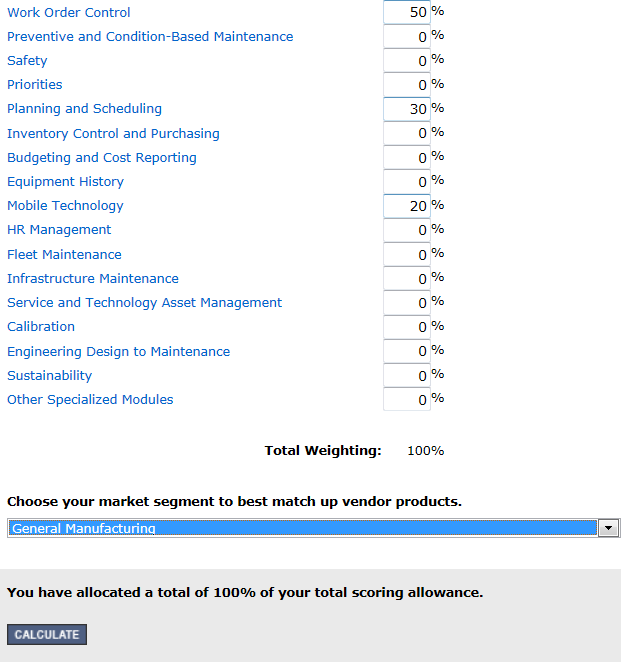 Work Order Control 50 %
Preventive and Condition-Based Maintenance 0 %
Safety 0 %
Priorities 0 %
Planning and Scheduling 30 %
Inventory Control and Purchasing 0 %
Budgeting and Cost Reporting 0 %
Equipment History 0 %
Mobile Technology 20 %
HR Management 0 %
Fleet Maintenance 0 %
Infrastructure Maintenance 0 %
Service and Technology Asset Management 0 %
Calibration 0 %
Engineering Design to Maintenance 0 %
Sustainability 0 %
Other Specialized Modules 0 %
Total Weighting: 100%
Choose your market segment to best match up vendor products.
General Manufacturing
You have allocated a total of 100% of your total scoring allowance.
CALCULATE